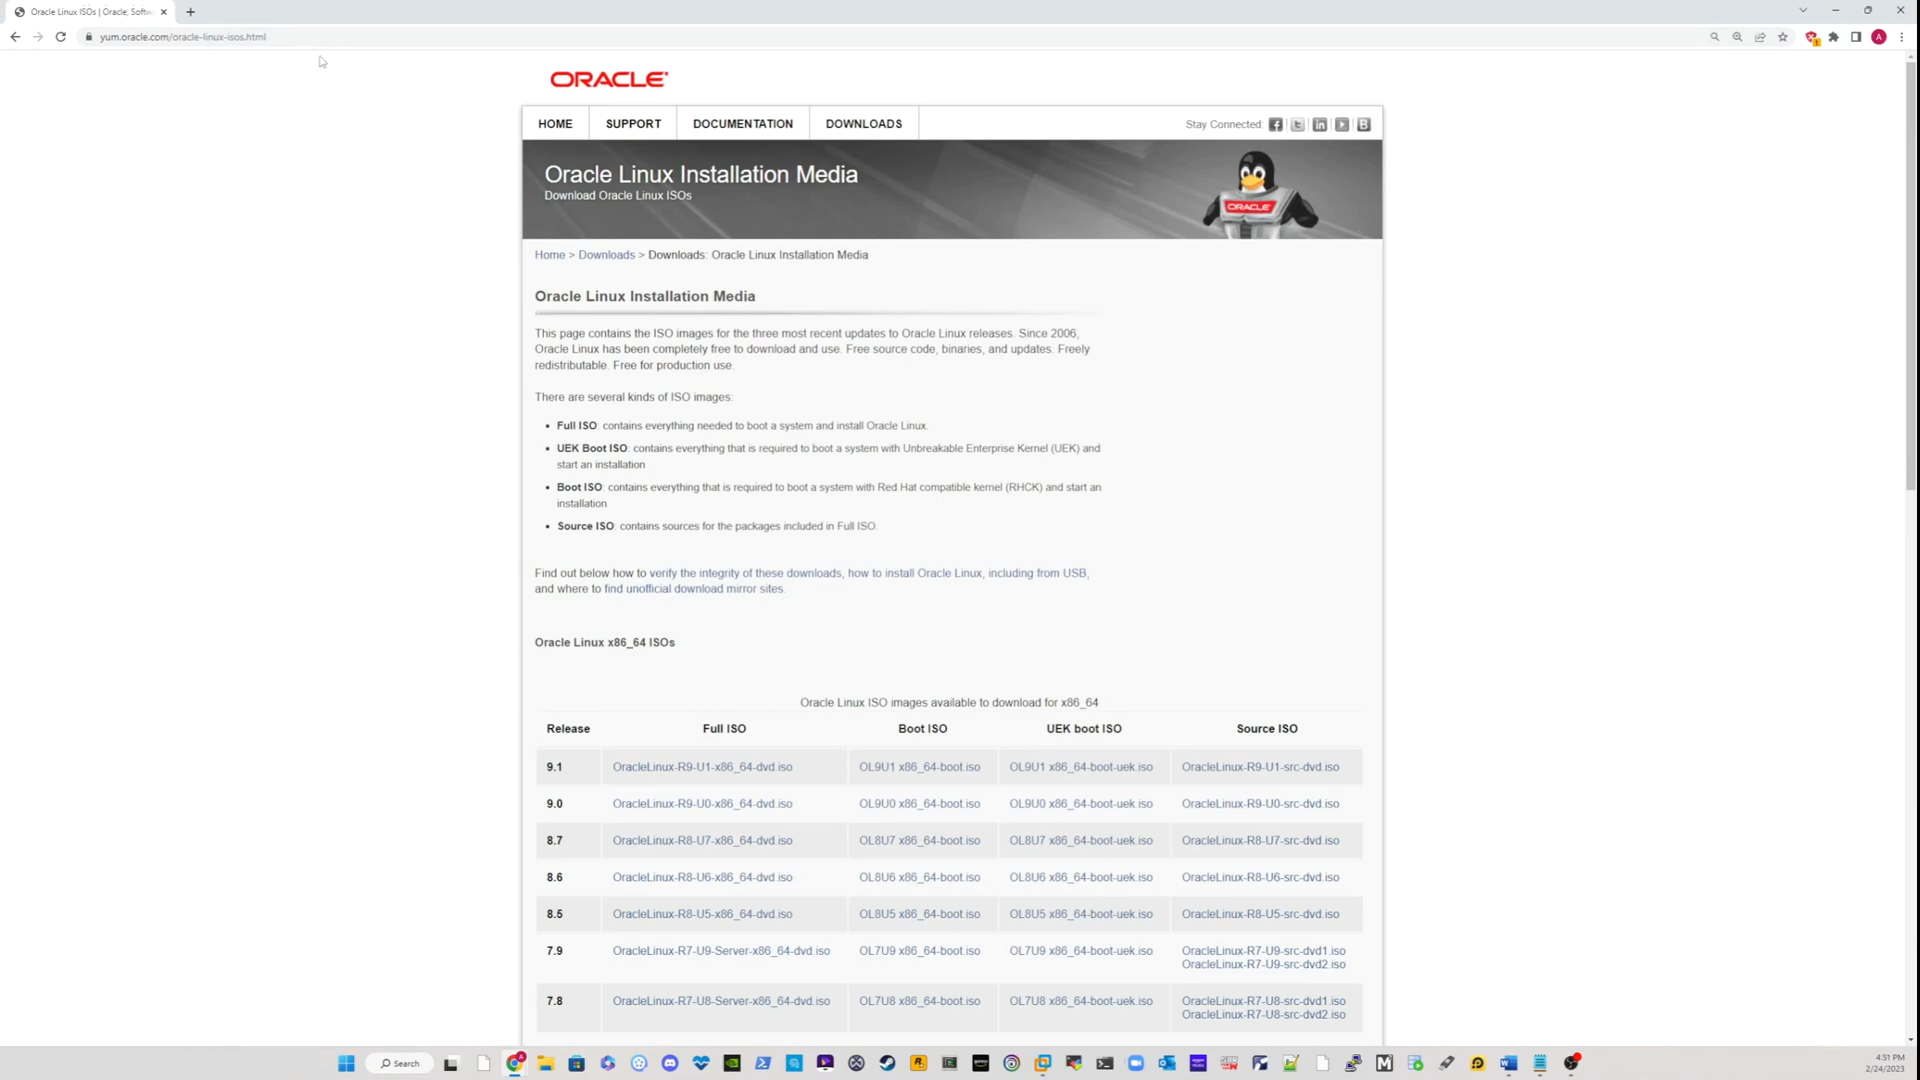 Oracle Linux ISOs | Oracle, Softw
yum.oracle.com/oracle-linux-isos.html
A
ORACLE
HOME
SUPPORT
DOCUMENTATION
DOWNLOADS
Stay Connected:
Oracle Linux Installation Media
Download Oracle Linux ISOs
ORACLE
Home > Downloads > Downloads: Oracle Linux Installation Media
Oracle Linux Installation Media
This page contains the ISO images for the three most recent updates to Oracle Linux releases. Since 2006,
Oracle Linux has been completely free to download and use. Free source code, binaries, and updates. Freely
redistributable. Free for production use.
There are several kinds of ISO images:
• Full ISO: contains everything needed to boot a system and install Oracle Linux.
• UEK Boot ISO: contains everything that is required to boot a system with Unbreakable Enterprise Kernel (UEK) and
start an installation
• Boot ISO: contains everything that is required to boot a system with Red Hat compatible kernel (RHCK) and start an
installation
• Source ISO: contains sources for the packages included in Full ISO.
Find out below how to verify the integrity of these downloads, how to install Oracle Linux, including from USB,
and where to find unofficial download mirror sites.
Oracle Linux x86_64 ISOs
Oracle Linux ISO images available to download for x86_64
Release Full ISO Boot ISO UEK boot ISO Source ISO
9.1 OracleLinux-R9-U1-x86_64-dvd.iso OL9U1 x86_64-boot.iso OL9U1 x86_64-boot-uek.iso OracleLinux-R9-U1-src-dvd.iso
9.0 OracleLinux-R9-U0-x86_64-dvd.iso OL9U0 x86_64-boot.iso OL9U0 x86_64-boot-uek.iso OracleLinux-R9-U0-src-dvd.iso
8.7 OracleLinux-R8-U7-x86_64-dvd.iso OL8U7 x86_64-boot.iso OL8U7 x86_64-boot-uek.iso OracleLinux-R8-U7-src-dvd.iso
8.6 OracleLinux-R8-U6-x86_64-dvd.iso OL8U6 x86_64-boot.iso OL8U6 x86_64-boot-uek.iso OracleLinux-R8-U6-src-dvd.iso
8.5 OracleLinux-R8-U5-x86_64-dvd.iso OL8U5 x86_64-boot.iso OL8U5 x86_64-boot-uek.iso OracleLinux-R8-U5-src-dvd.iso
7.9 OracleLinux-R7-U9-Server-x86_64-dvd.iso OL7U9 x86_64-boot.iso OL7U9 x86_64-boot-uek.iso OracleLinux-R7-U9-src-dvd1.iso
OracleLinux-R7-U9-src-dvd2.iso
7.8 OracleLinux-R7-U8-Server-x86_64-dvd.iso OL7U8 x86_64-boot.iso OL7U8 x86_64-boot-uek.iso OracleLinux-R7-U8-src-dvd1.iso
OracleLinux-R7-U8-src-dvd2.iso
Search
4:51 PM
2/24/2023